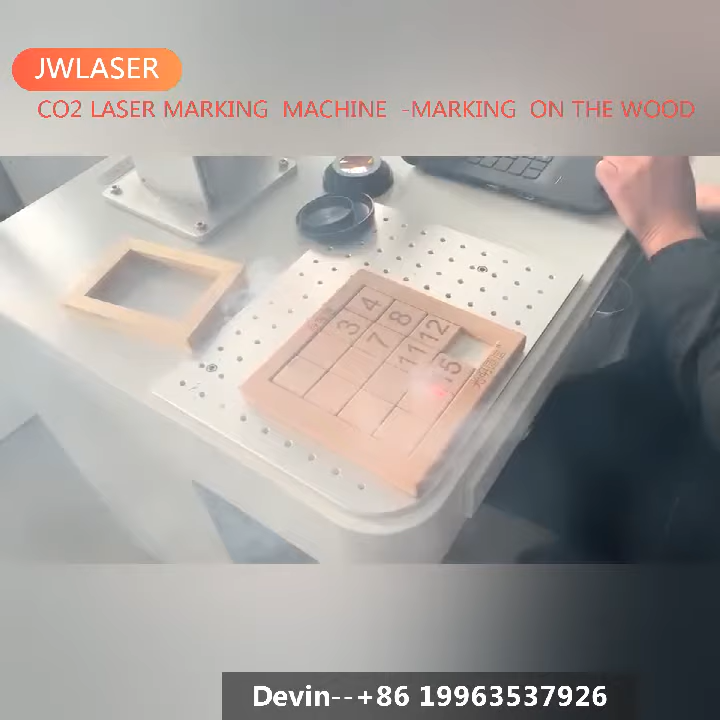 JWLASER
CO2 LASER MARKING MACHINE -MARKING ON THE WOOD
4 8 12
3 7 11 15
Devin--+86 19963537926